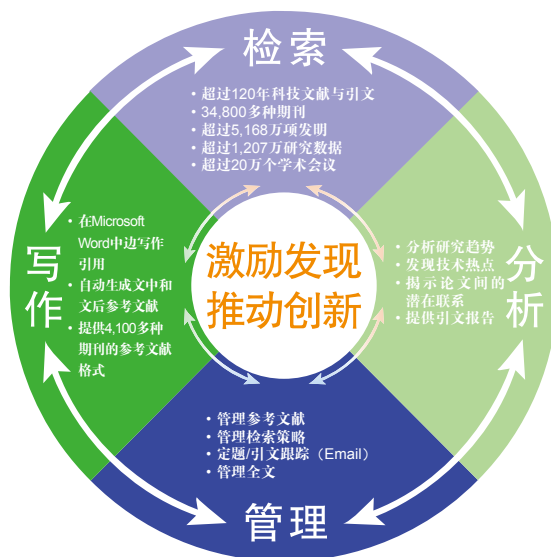 检索
• 超过120年科技文献与引文
• 34,800多种期刊
• 超过5,168万项发明
• 超过1,207万研究数据
• 超过20万个学术会议
写作
• 在Microsoft
Word中边写作
引用
• 自动生成文中和
文后参考文献
• 提供4,100多种
期刊的参考文献
格式
激励发现
推动创新
• 分析研究趋势
• 发现技术热点
• 揭示论文间的
潜在联系
• 提供引文报告
分析
• 管理参考文献
• 管理检索策略
• 定题/引文跟踪（Email）
• 管理全文
管理